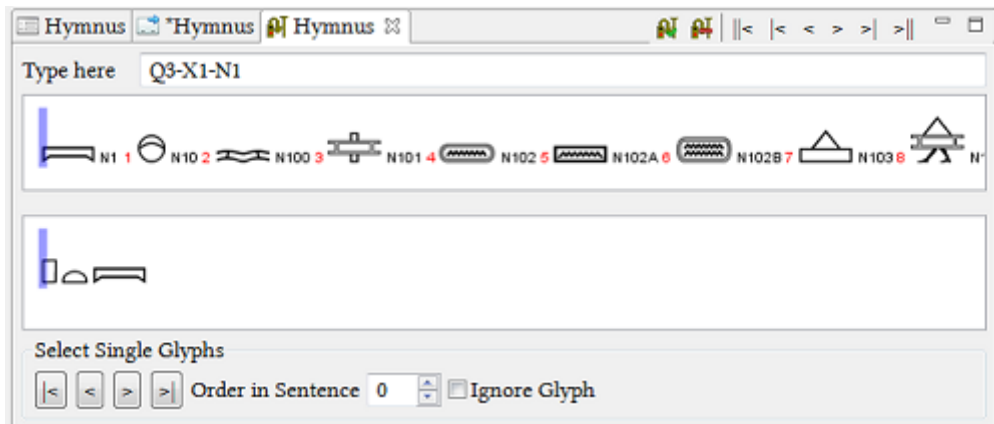 Hymnus *Hymnus Hymnus ||< |< < > >| >||
Type here Q3-X1-N1
N1 1 N10 2 N100 3 N101 4 N102 5 N102A 6 N102B 7 N103 8
Select Single Glyphs
|< < > >| Order in Sentence 0 Ignore Glyph